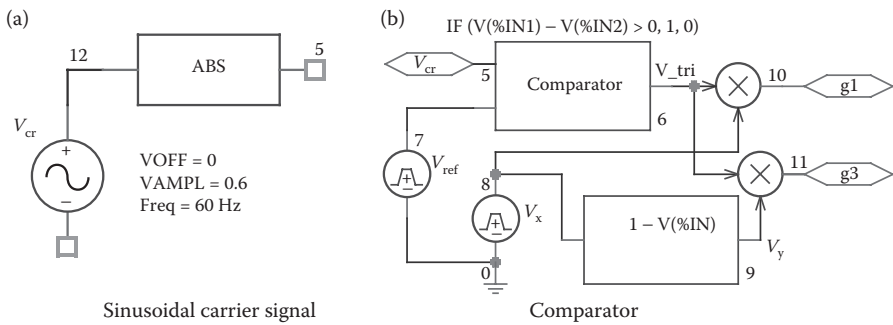 (a)
12
ABS
5
V_cr
+
−
VOFF = 0
VAMPL = 0.6
Freq = 60 Hz
Sinusoidal carrier signal
(b)
IF (V(%IN1) − V(%IN2) > 0, 1, 0)
V_cr
5
Comparator
V_tri
6
10
g1
7
V_ref
+
−
8
V_x
+
−
0
1 − V(%IN)
V_y
9
11
g3
Comparator